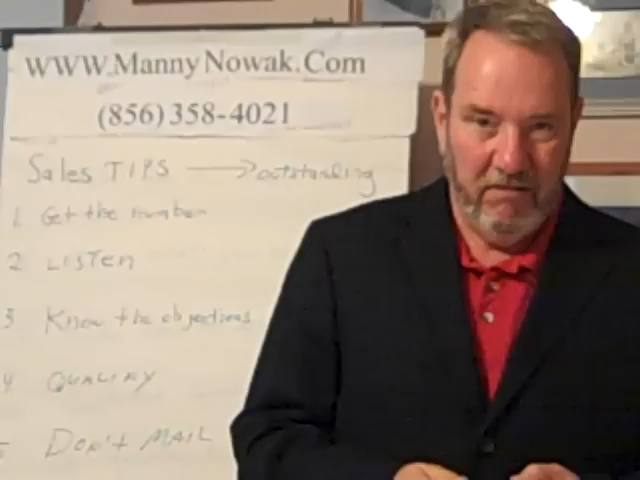 WWW.MannyNowak.Com
(856) 358-4021
Sales TIPS → outstanding
1 Get the number
2 LISTEN
3 Know the objections
4 QUALIFY
5 DON'T MAIL